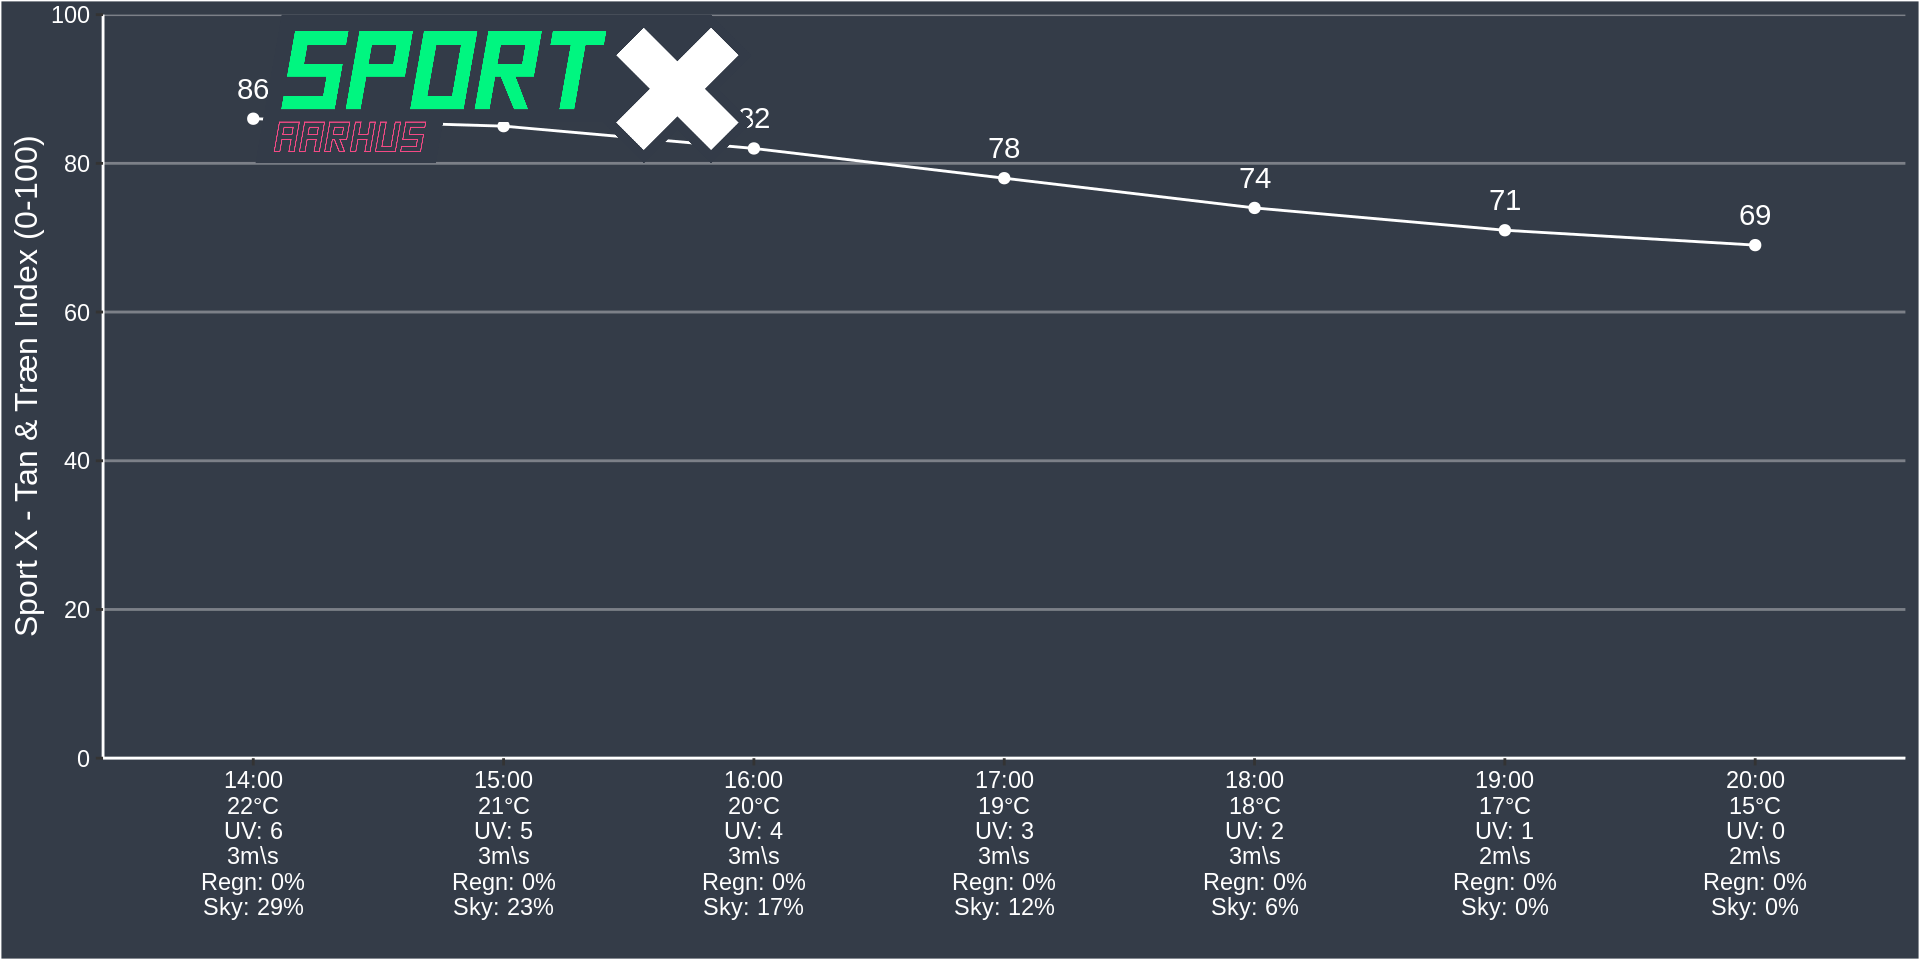 100
SPORT X
86
AARHUS
82
80
78
74
71
69
60
40
20
0
Sport X - Tan & Træn Index (0-100)
14:00 15:00 16:00 17:00 18:00 19:00 20:00
22°C 21°C 20°C 19°C 18°C 17°C 15°C
UV: 6 UV: 5 UV: 4 UV: 3 UV: 2 UV: 1 UV: 0
3m\s 3m\s 3m\s 3m\s 3m\s 2m\s 2m\s
Regn: 0% Regn: 0% Regn: 0% Regn: 0% Regn: 0% Regn: 0% Regn: 0%
Sky: 29% Sky: 23% Sky: 17% Sky: 12% Sky: 6% Sky: 0% Sky: 0%